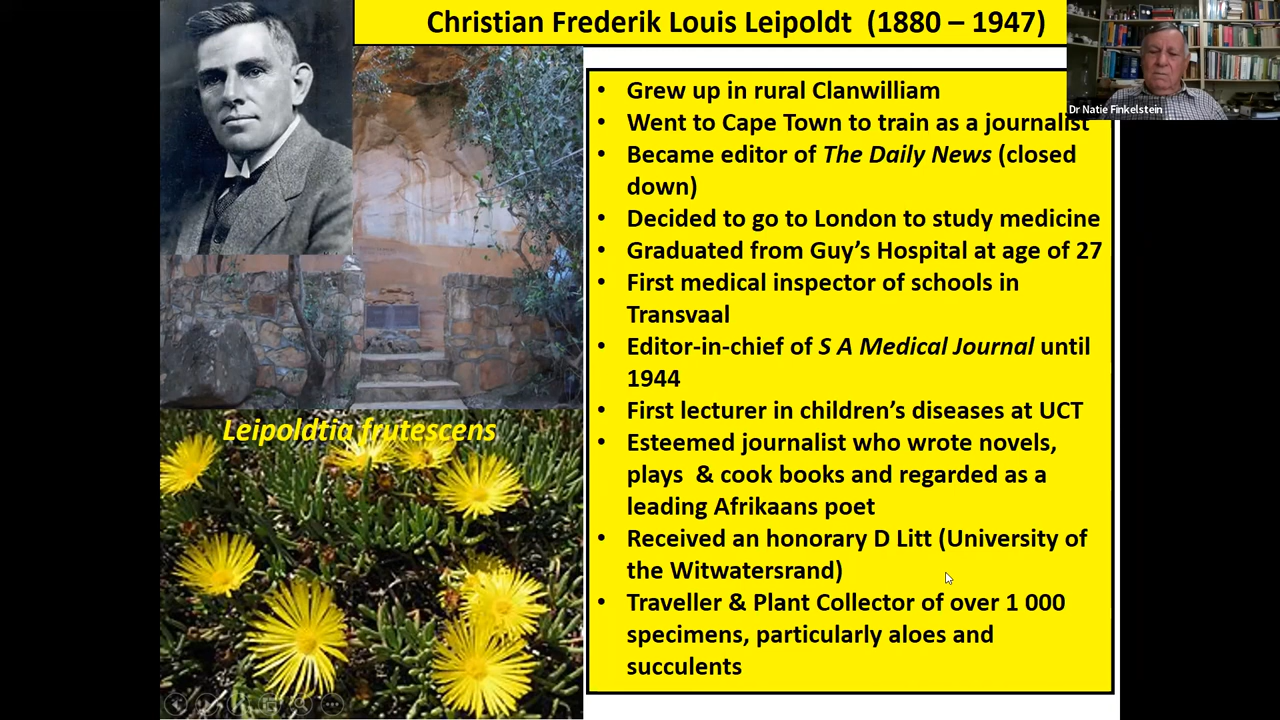 Christian Frederik Louis Leipoldt (1880 – 1947)
Dr Natie Finkelstein
• Grew up in rural Clanwilliam
• Went to Cape Town to train as a journalist
• Became editor of The Daily News (closed
down)
• Decided to go to London to study medicine
• Graduated from Guy's Hospital at age of 27
• First medical inspector of schools in
Transvaal
• Editor-in-chief of S A Medical Journal until
1944
• First lecturer in children's diseases at UCT
• Esteemed journalist who wrote novels,
plays & cook books and regarded as a
leading Afrikaans poet
• Received an honorary D Litt (University of
the Witwatersrand)
• Traveller & Plant Collector of over 1 000
specimens, particularly aloes and
succulents
Leipoldtia frutescens